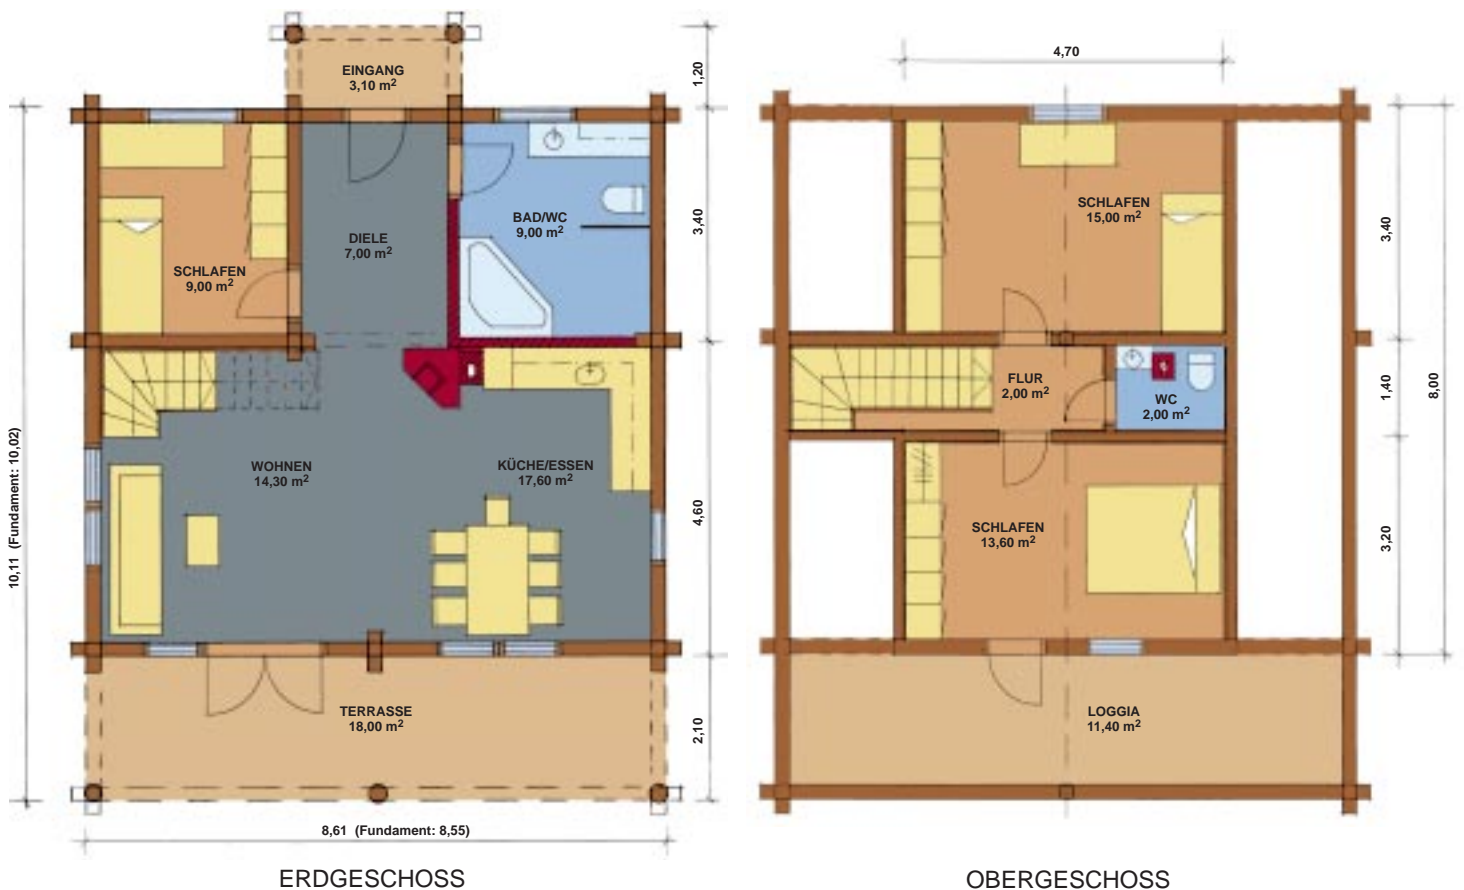 EINGANG
3,10 m²
1,20
SCHLAFEN
9,00 m²
DIELE
7,00 m²
BAD/WC
9,00 m²
3,40
WOHNEN
14,30 m²
KÜCHE/ESSEN
17,60 m²
4,60
10,11 (Fundament: 10,02)
TERRASSE
18,00 m²
2,10
8,61 (Fundament: 8,55)
ERDGESCHOSS
4,70
SCHLAFEN
15,00 m²
3,40
FLUR
2,00 m²
WC
2,00 m²
1,40
8,00
SCHLAFEN
13,60 m²
3,20
LOGGIA
11,40 m²
OBERGESCHOSS